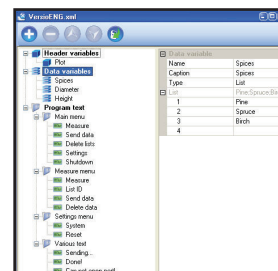 VersioENG.xml
Header variables
Plot
Data variables
Spices
Diameter
Height
Program text
Main menu
Measure
Send data
Delete lists
Settings
Shutdown
Measure menu
Measure
List ID
Send data
Delete data
Settings menu
System
Reset
Various text
Sending...
Done!
Data variable
Name Spices
Caption Spices
Type List
List Pine;Spruce;Bir
1 Pine
2 Spruce
3 Birch
4